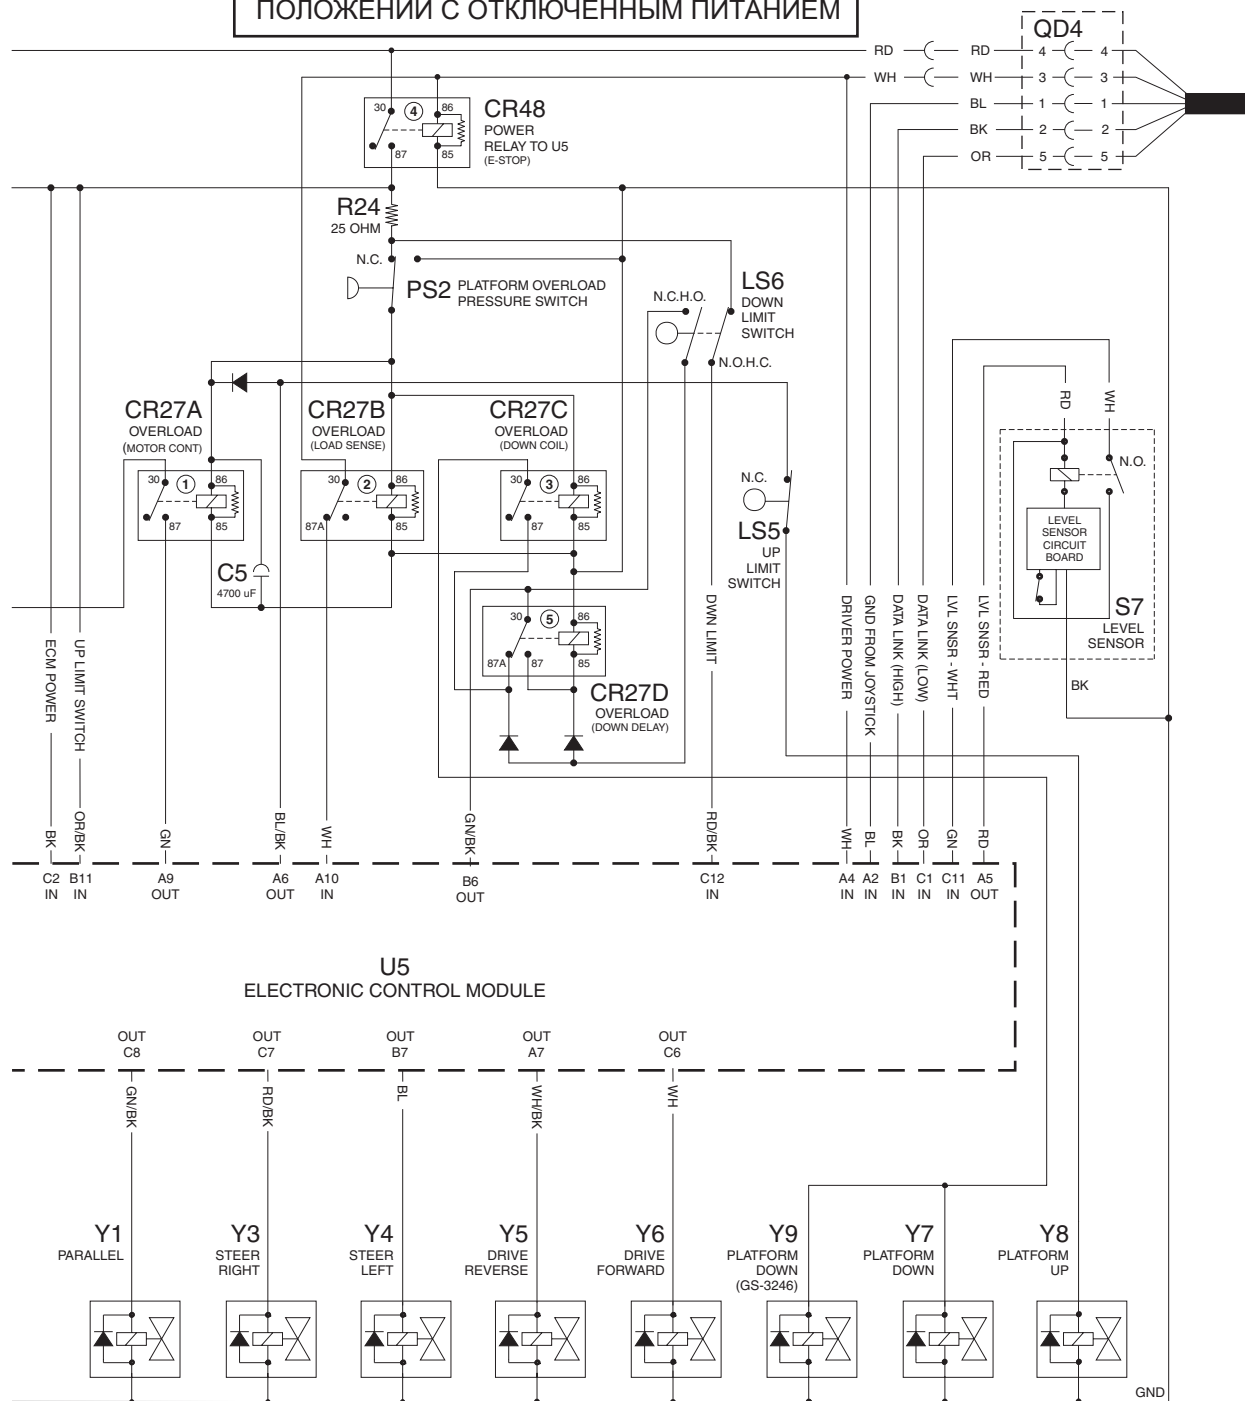 ПОЛОЖЕНИИ С ОТКЛЮЧЕННЫМ ПИТАНИЕМ
QD4
RD RD 4 4
WH WH 3 3
BL 1 1
BK 2 2
OR 5 5
30 4 86
87 85
CR48
POWER
RELAY TO U5
(E-STOP)
R24
25 OHM
N.C.
PS2 PLATFORM OVERLOAD
PRESSURE SWITCH
N.C.H.O.
LS6
DOWN
LIMIT
SWITCH
N.O.H.C.
CR27A
OVERLOAD
(MOTOR CONT)
30 1 86
87 85
CR27B
OVERLOAD
(LOAD SENSE)
30 2 86
87A 85
CR27C
OVERLOAD
(DOWN COIL)
30 3 86
87 85
C5
4700 uF
N.C.
LS5
UP
LIMIT
SWITCH
RD
WH
N.O.
LEVEL
SENSOR
CIRCUIT
BOARD
S7
LEVEL
SENSOR
BK
30 5 86
87A 87 85
CR27D
OVERLOAD
(DOWN DELAY)
ECM POWER
UP LIMIT SWITCH
DWN LIMIT
DRIVER POWER
GND FROM JOYSTICK
DATA LINK (HIGH)
DATA LINK (LOW)
LVL SNSR - WHT
LVL SNSR - RED
BK
OR/BK
GN
BL/BK
WH
GN/BK
RD/BK
WH
BL
BK
OR
GN
RD
C2 B11 A9 A6 A10 B6 C12 A4 A2 B1 C1 C11 A5
IN IN OUT OUT IN OUT IN IN IN IN IN IN OUT
U5
ELECTRONIC CONTROL MODULE
OUT OUT OUT OUT OUT
C8 C7 B7 A7 C6
GN/BK
RD/BK
BL
WH/BK
WH
Y1
PARALLEL
Y3
STEER
RIGHT
Y4
STEER
LEFT
Y5
DRIVE
REVERSE
Y6
DRIVE
FORWARD
Y9
PLATFORM
DOWN
(GS-3246)
Y7
PLATFORM
DOWN
Y8
PLATFORM
UP
GND